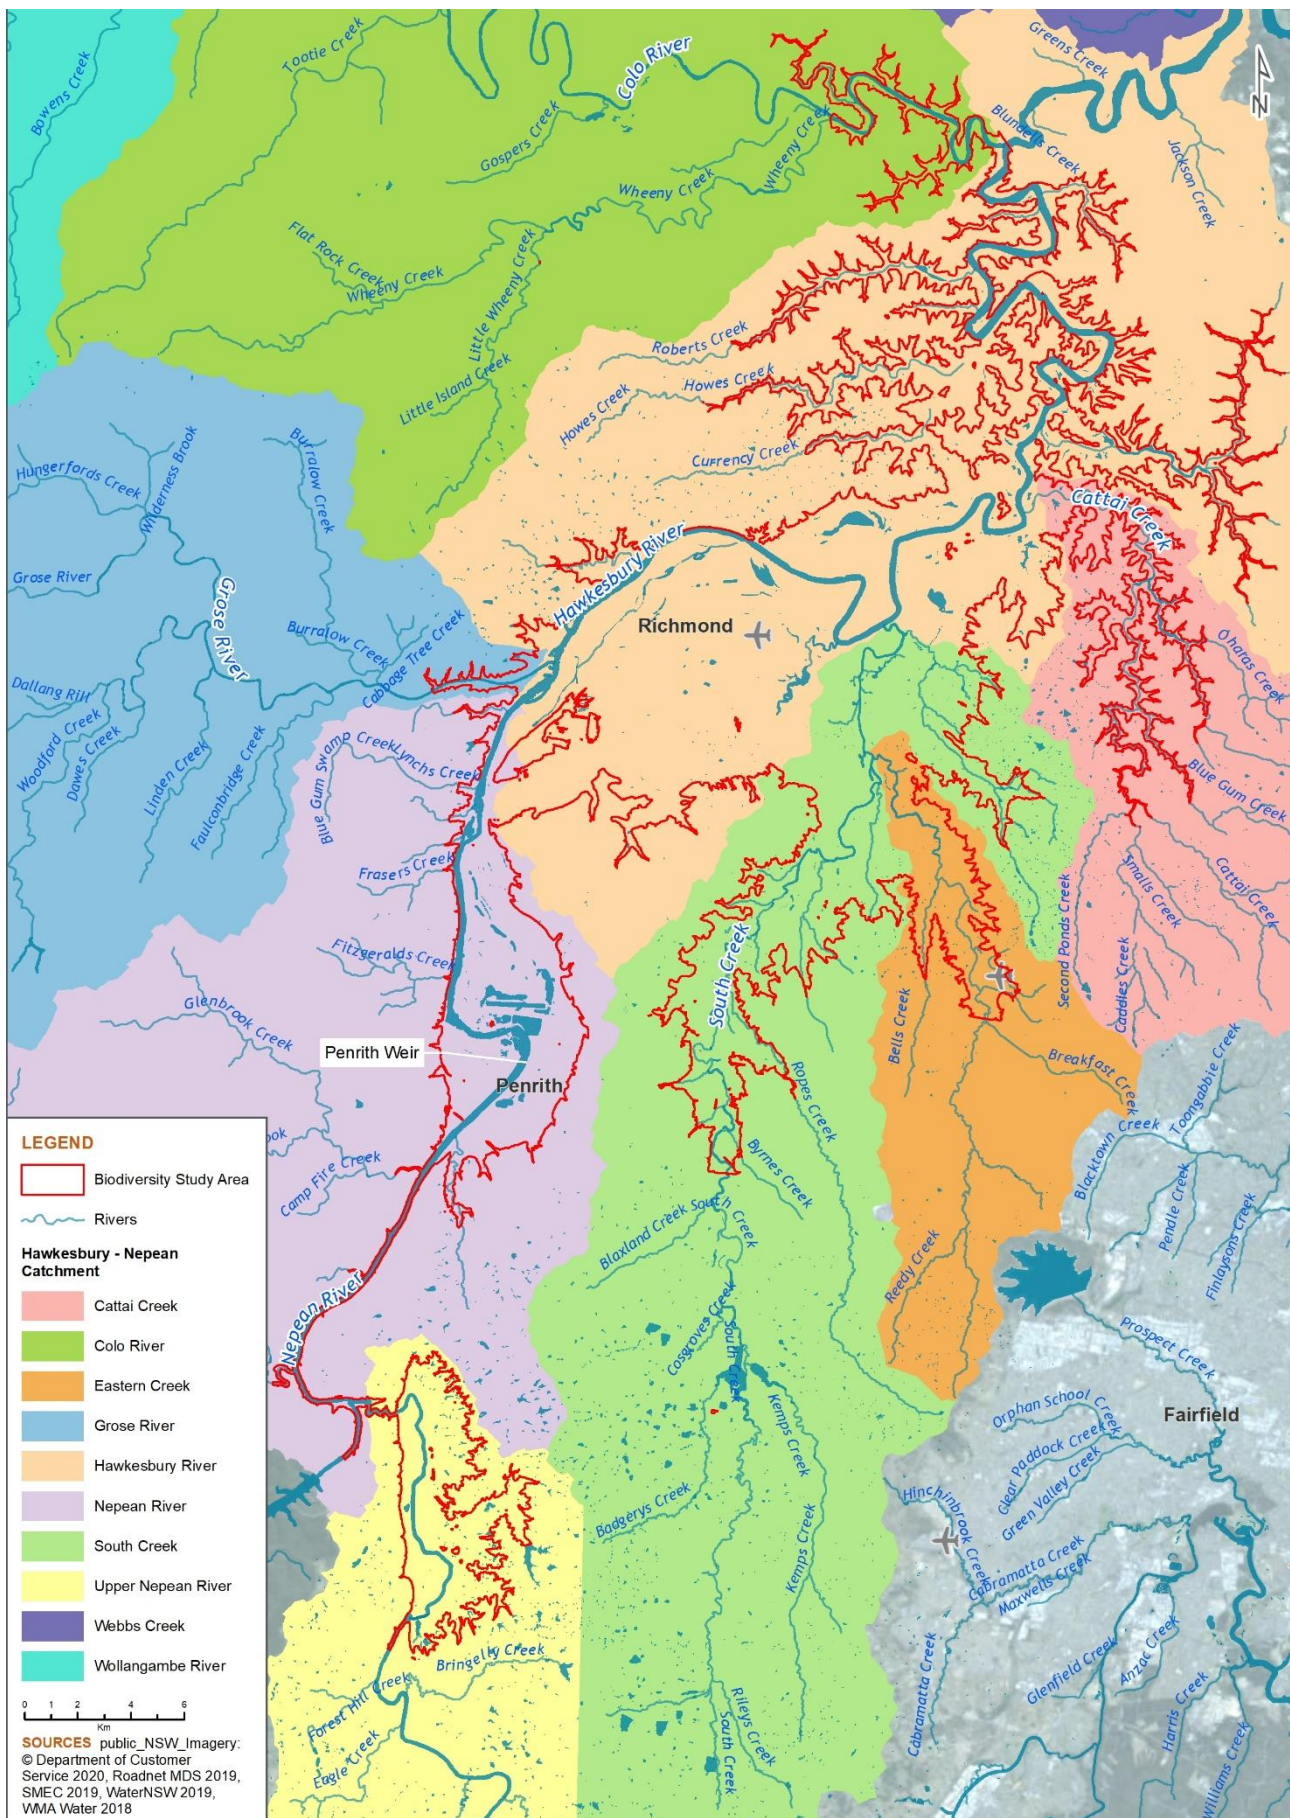 Bowens Creek
Tootie Creek
Colo River
Greens Creek
Gospers Creek
Wheeny Creek
Blundells Creek
Jackson Creek
Wheeny Creek
Flat Rock Creek
Wheeny Creek
Little Wheeny Creek
Little Island Creek
Roberts Creek
Howes Creek
Howes Creek
Currency Creek
Hungerfords Creek
Wilderness Brook
Burralow Creek
Cattai Creek
Hawkesbury River
Grose River
Grose River
Richmond
Burralow Creek
Cabbage Tree Creek
O'haras Creek
Dallang Rill
Woodford Creek
Dawes Creek
Linden Creek
Faulconbridge Creek
Blue Gum Swamp Creek
Lynchs Creek
Blue Gum Creek
Frasers Creek
Smalls Creek
Cattai Creek
Second Ponds Creek
Caddies Creek
Fitzgeralds Creek
South Creek
Glenbrook Creek
Bells Creek
Penrith Weir
Penrith
Ropes Creek
Breakfast Creek
Toongabbie Creek
Blacktown Creek
Pendle Creek
Finlaysons Creek
ook
Camp Fire Creek
Byrnes Creek
Blaxland Creek
South Creek
Reedy Creek
Nepean River
Cosgroves Creek
South Creek
Prospect Creek
Orphan School Creek
Fairfield
Clear Paddock Creek
Green Valley Creek
Kemps Creek
Badgerys Creek
Kemps Creek
Hinchinbrook Creek
Cabramatta Creek
Maxwells Creek
Bringelly Creek
Forest Hill Creek
Eagle Creek
Rileys Creek
South Creek
Cabramatta Creek
Glenfield Creek
Anzac Creek
Harris Creek
Williams Creek
N
LEGEND
Biodiversity Study Area
Rivers
Hawkesbury - Nepean
Catchment
Cattai Creek
Colo River
Eastern Creek
Grose River
Hawkesbury River
Nepean River
South Creek
Upper Nepean River
Webbs Creek
Wollangambe River
0 1 2 4 6
Km
SOURCES public_NSW_Imagery:
© Department of Customer
Service 2020, Roadnet MDS 2019,
SMEC 2019, WaterNSW 2019,
WMA Water 2018